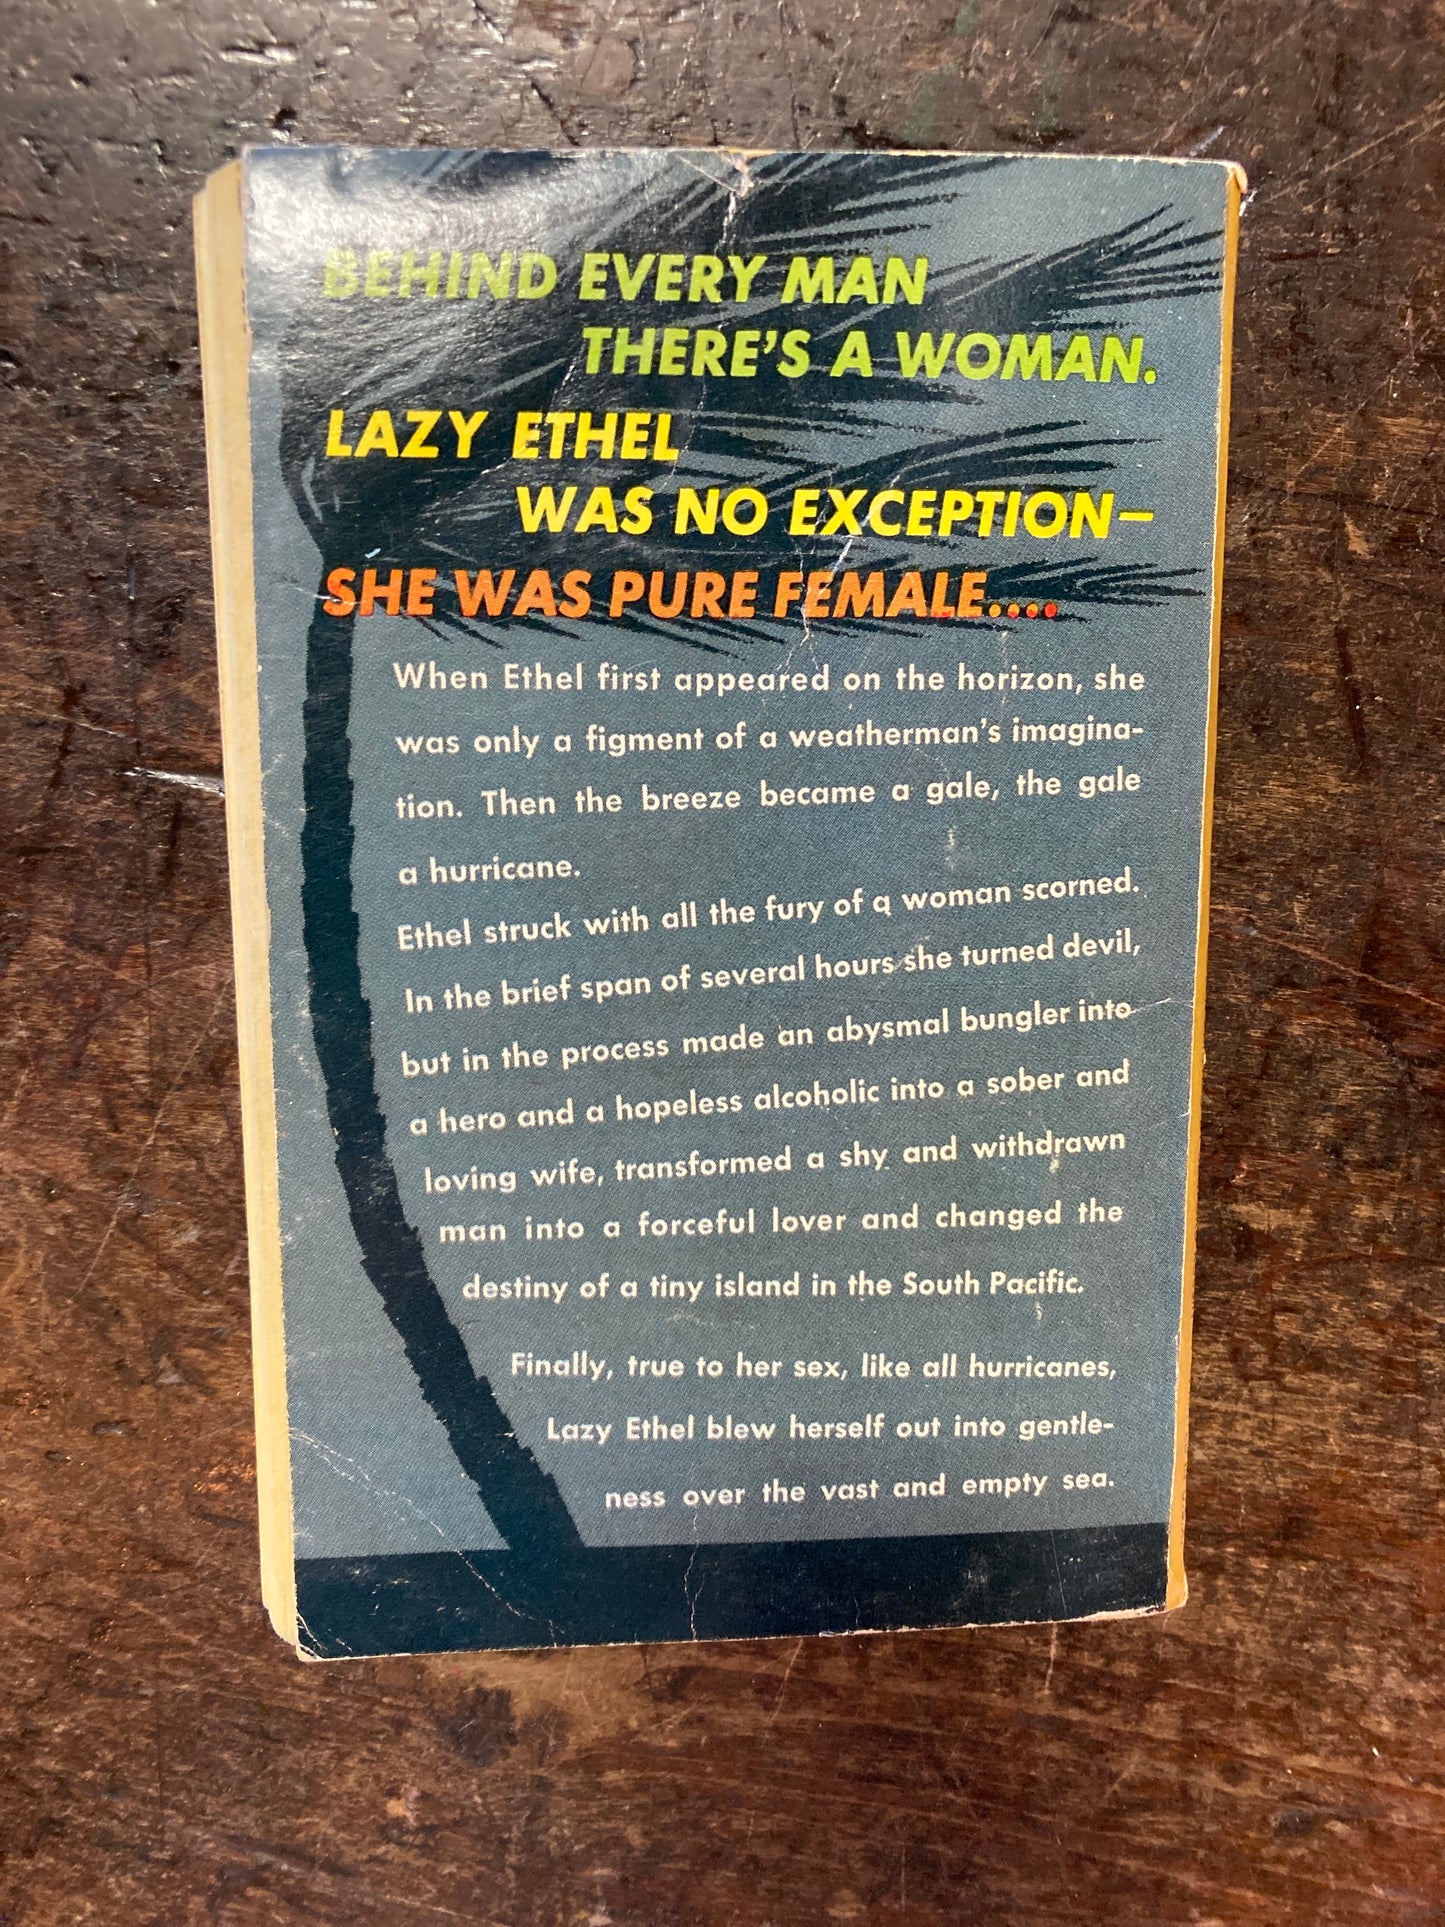 BEHIND EVERY MAN
THERE'S A WOMAN.
LAZY ETHEL
WAS NO EXCEPTION—
SHE WAS PURE FEMALE....
When Ethel first appeared on the horizon, she
was only a figment of a weatherman's imagina-
tion. Then the breeze became a gale, the gale
a hurricane.
Ethel struck with all the fury of a woman scorned.
In the brief span of several hours she turned devil,
but in the process made an abysmal bungler into
a hero and a hopeless alcoholic into a sober and
loving wife, transformed a shy and withdrawn
man into a forceful lover and changed the
destiny of a tiny island in the South Pacific.
Finally, true to her sex, like all hurricanes,
Lazy Ethel blew herself out into gentle-
ness over the vast and empty sea.